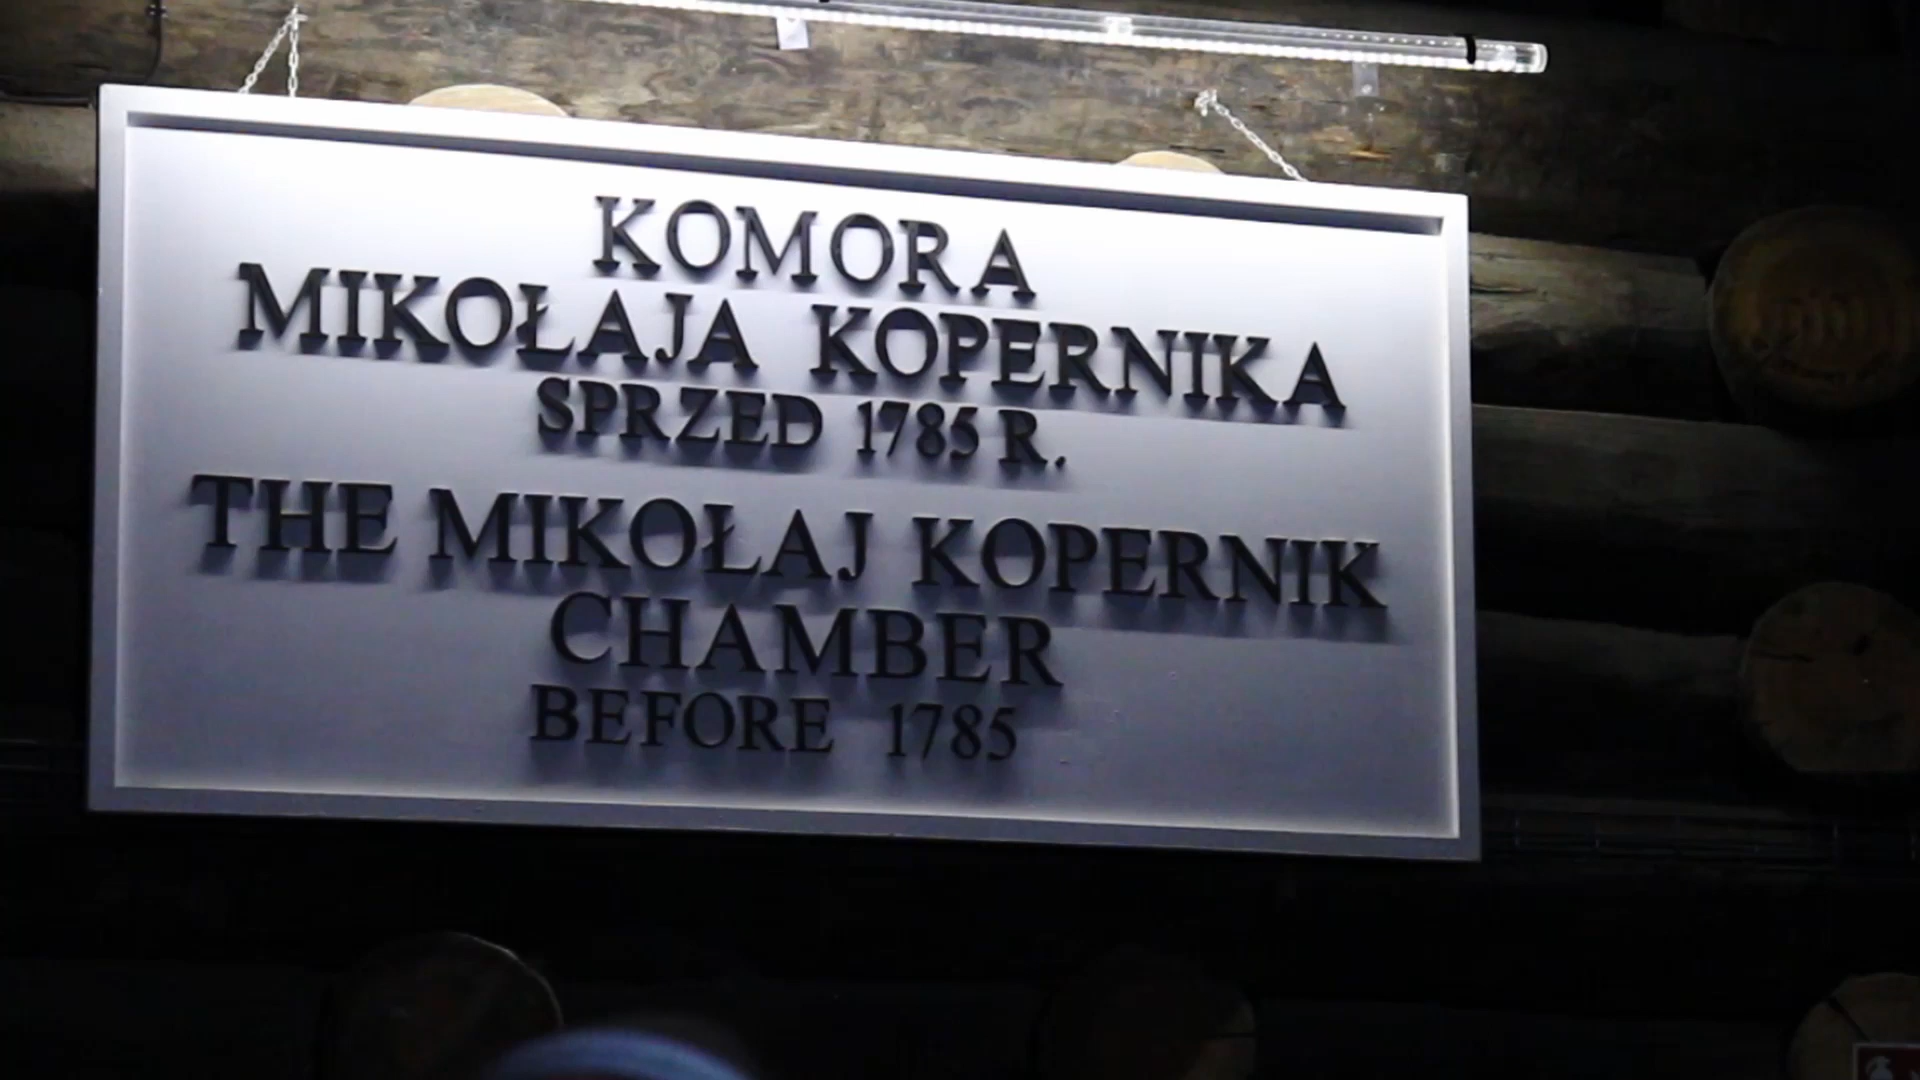 KOMORA
MIKOŁAJA KOPERNIKA
SPRZED 1785 R.
THE MIKOŁAJ KOPERNIK
CHAMBER
BEFORE 1785